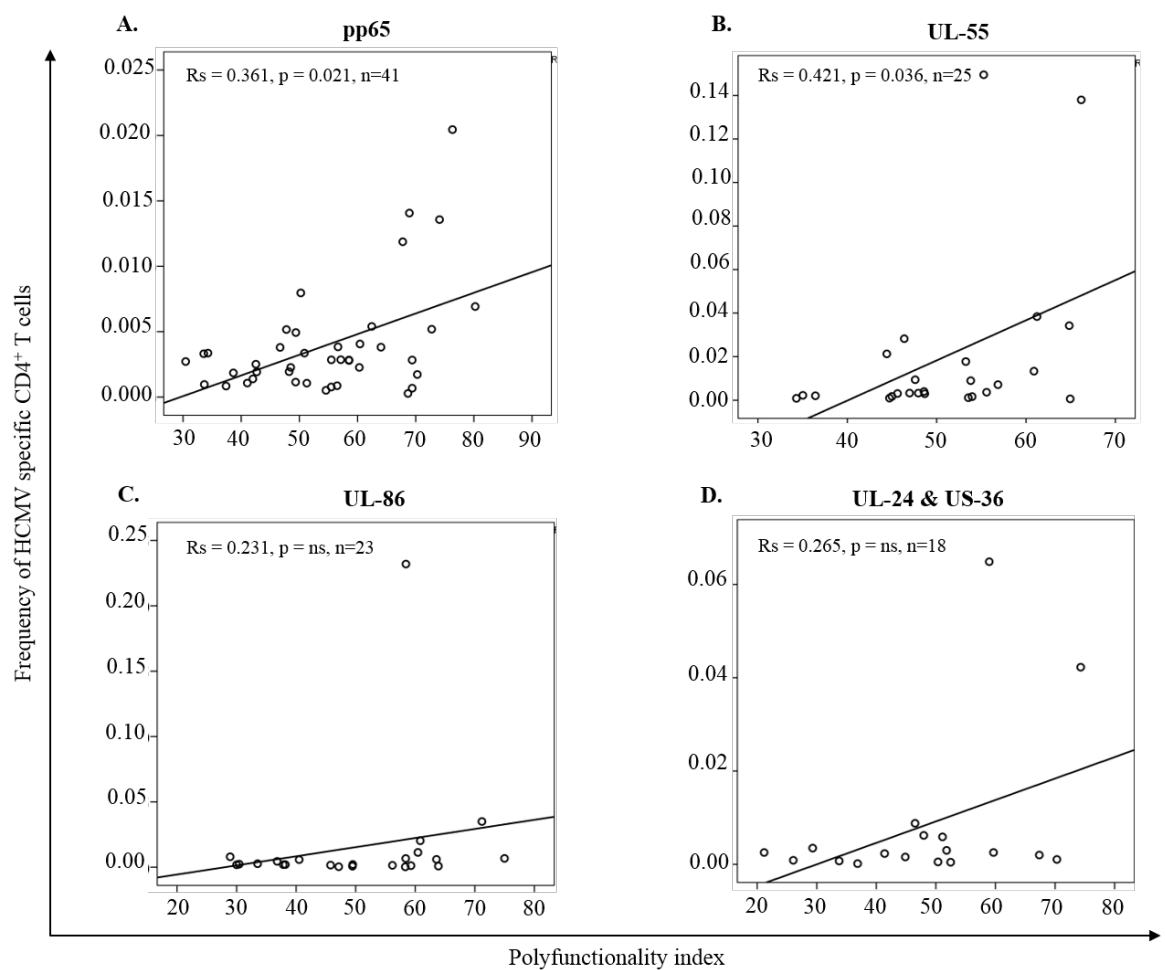 A.
pp65
Rs = 0.361, p = 0.021, n=41
0.025
0.020
0.015
0.010
0.005
0.000
30 40 50 60 70 80 90
B.
UL-55
Rs = 0.421, p = 0.036, n=25
0.14
0.12
0.10
0.08
0.06
0.04
0.02
0.00
30 40 50 60 70
C.
UL-86
Rs = 0.231, p = ns, n=23
0.25
0.20
0.15
0.10
0.05
0.00
20 30 40 50 60 70 80
D.
UL-24 & US-36
Rs = 0.265, p = ns, n=18
0.06
0.04
0.02
0.00
20 30 40 50 60 70 80
Frequency of HCMV specific CD4⁺ T cells
Polyfunctionality index